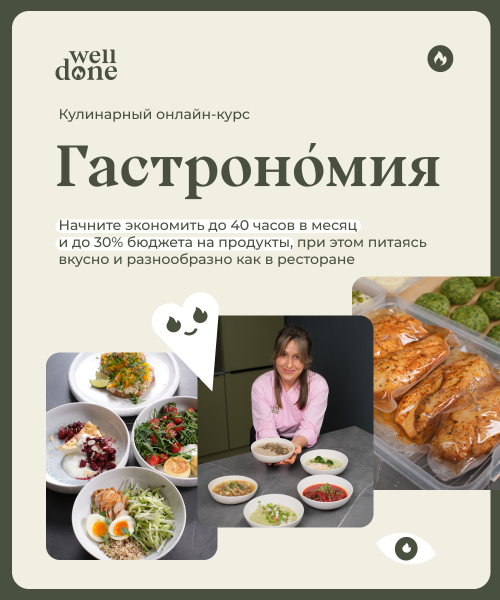 well
done
Кулинарный онлайн-курс
Гастроно́мия
Начните экономить до 40 часов в месяц
и до 30% бюджета на продукты, при этом питаясь
вкусно и разнообразно как в ресторане